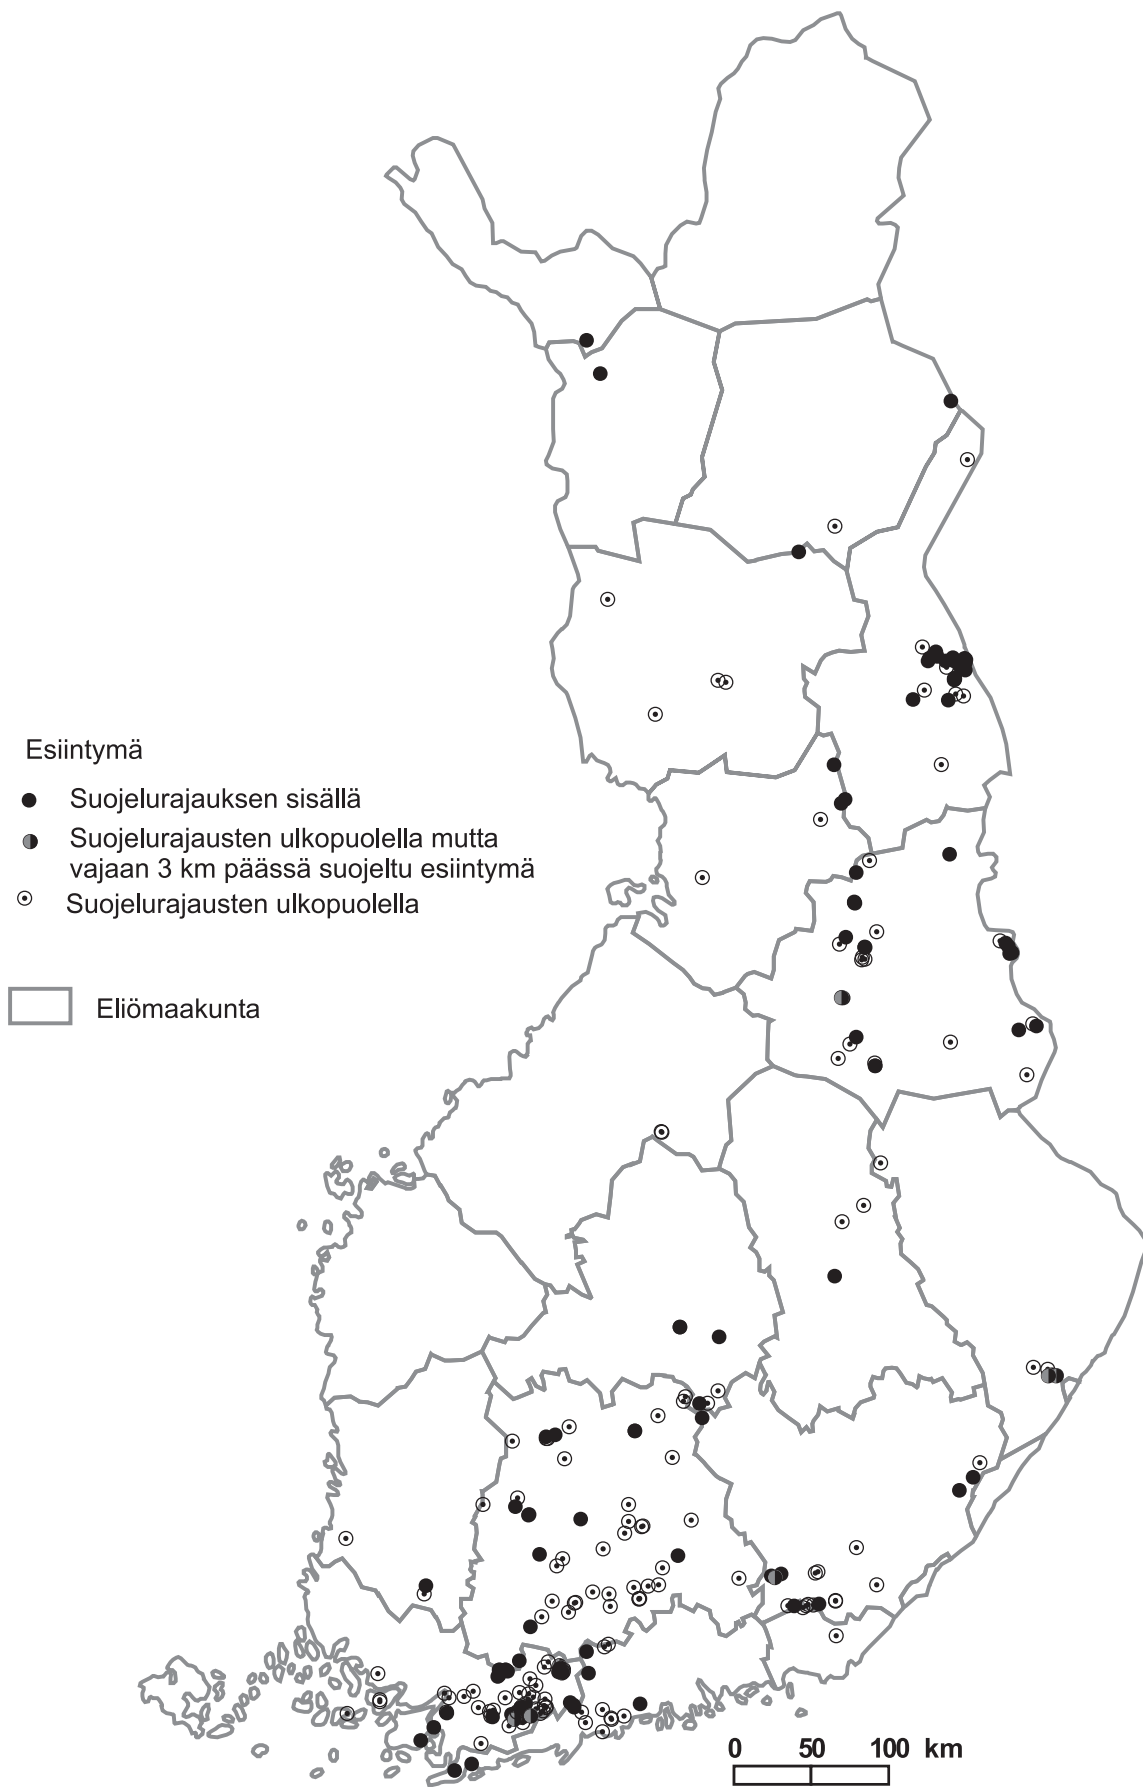 Esiintymä
Suojelurajauksen sisällä
Suojelurajausten ulkopuolella mutta
vajaan 3 km päässä suojeltu esiintymä
Suojelurajausten ulkopuolella
Eliömaakunta
0 50 100 km